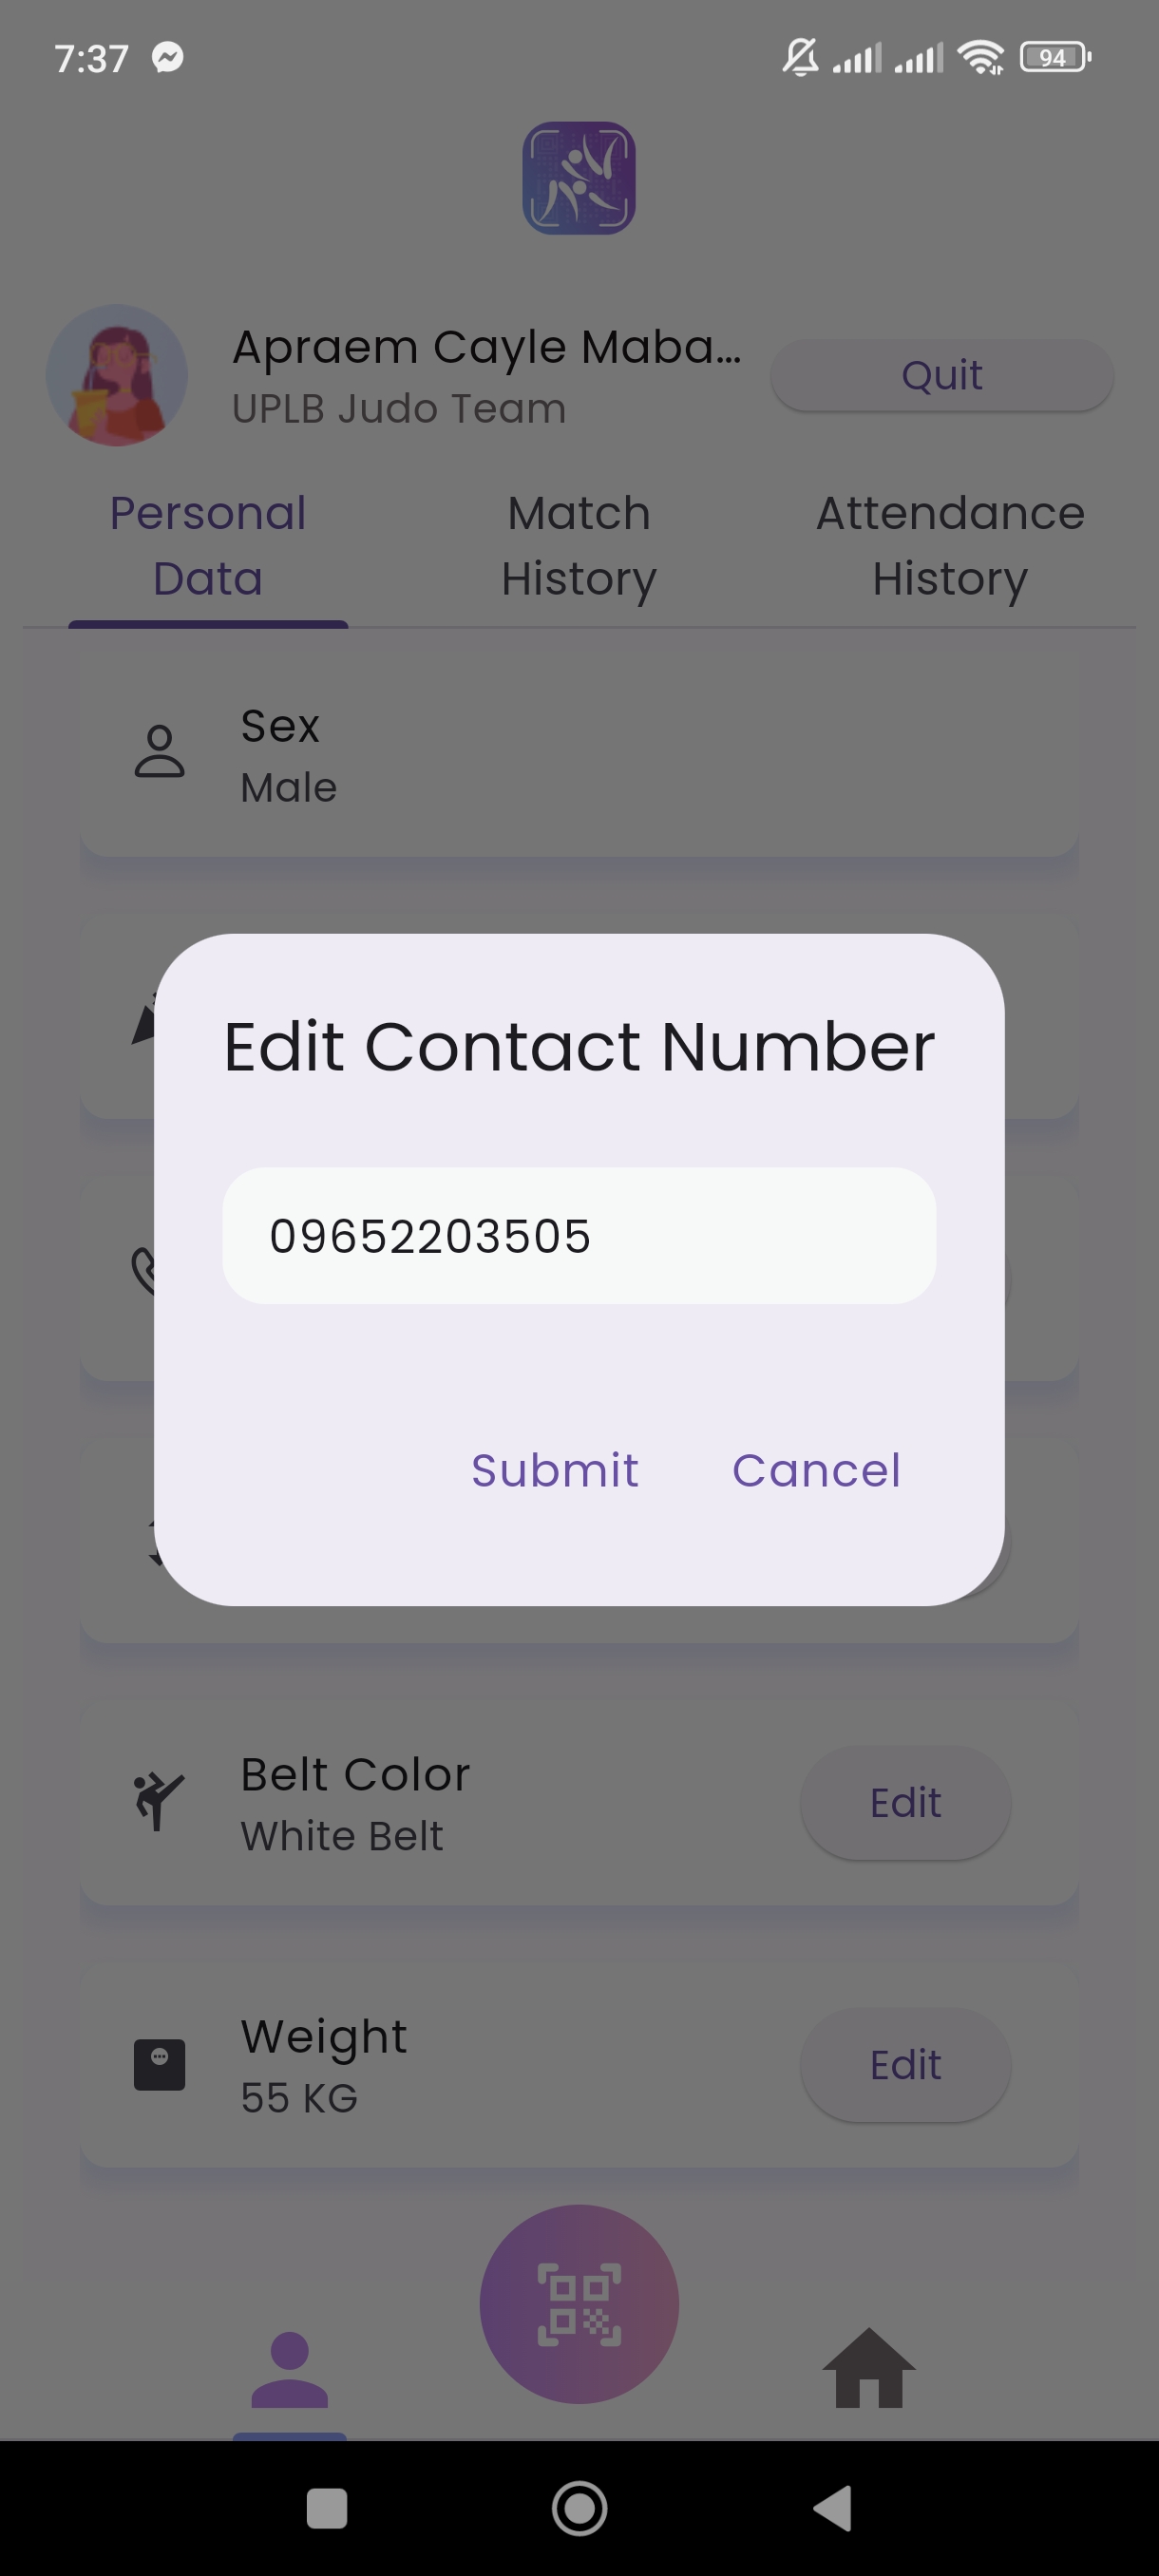 7:37
94
Apraem Cayle Maba...
UPLB Judo Team
Quit
Personal Data
Match History
Attendance History
Sex
Male
Edit Contact Number
09652203505
Submit Cancel
Belt Color
White Belt
Edit
Weight
55 KG
Edit